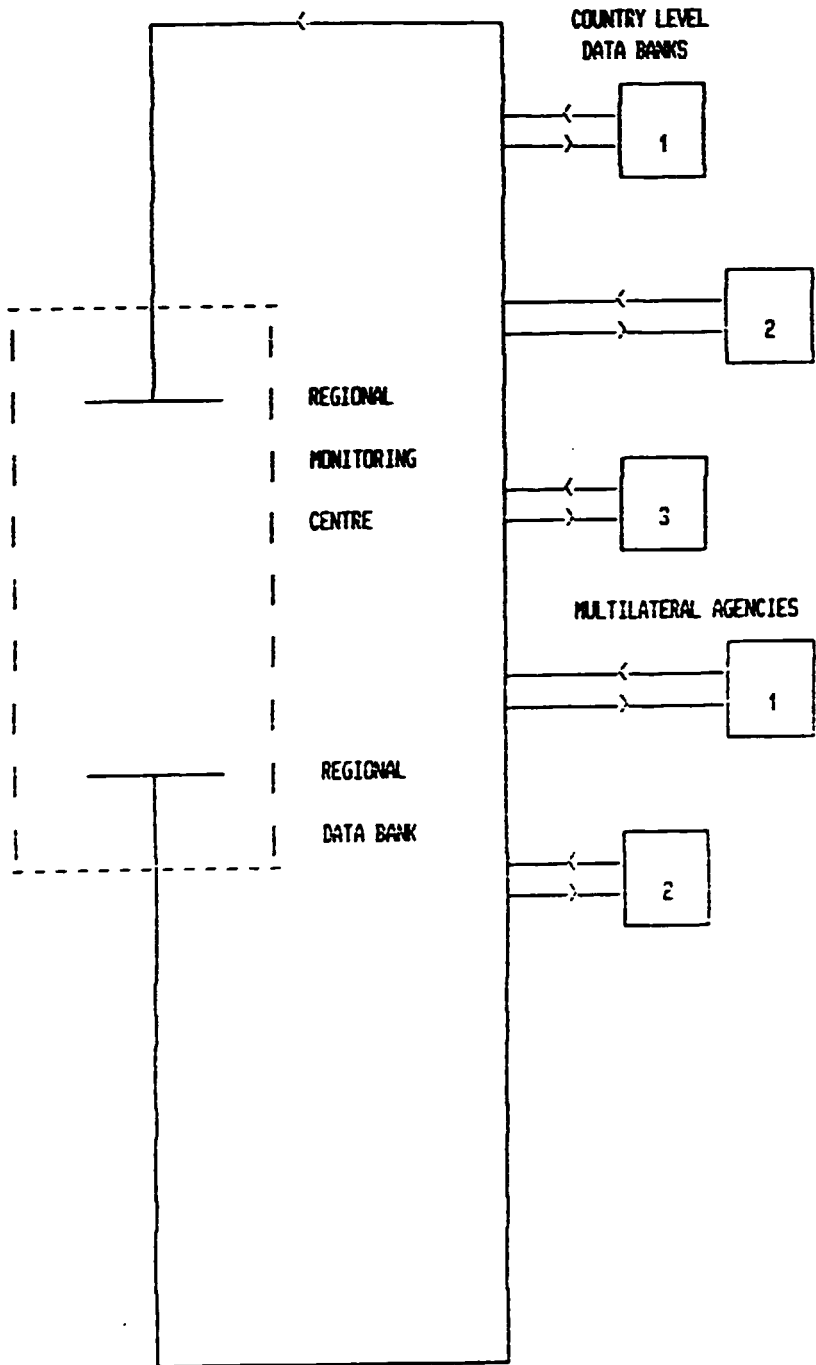 COUNTRY LEVEL
DATA BANKS
1
2
REGIONAL
MONITORING
CENTRE
3
MULTILATERAL AGENCIES
1
REGIONAL
DATA BANK
2